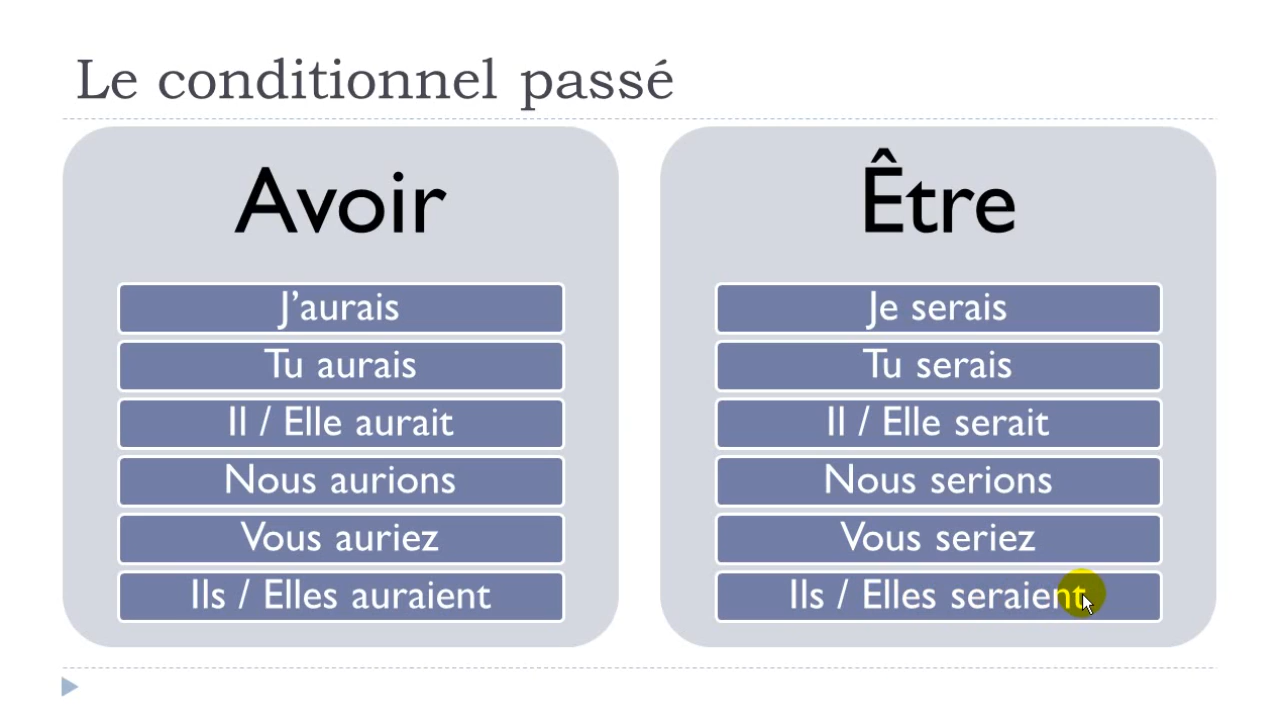 Le conditionnel passé
Avoir
J’aurais
Tu aurais
Il / Elle aurait
Nous aurions
Vous auriez
Ils / Elles auraient
Être
Je serais
Tu serais
Il / Elle serait
Nous serions
Vous seriez
Ils / Elles seraient